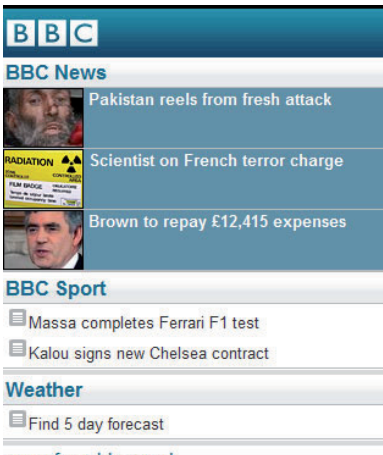 BBC
BBC News
Pakistan reels from fresh attack
RADIATION
CONTROLLED
AREA
FILM BADGE
Scientist on French terror charge
Brown to repay £12,415 expenses
BBC Sport
Massa completes Ferrari F1 test
Kalou signs new Chelsea contract
Weather
Find 5 day forecast